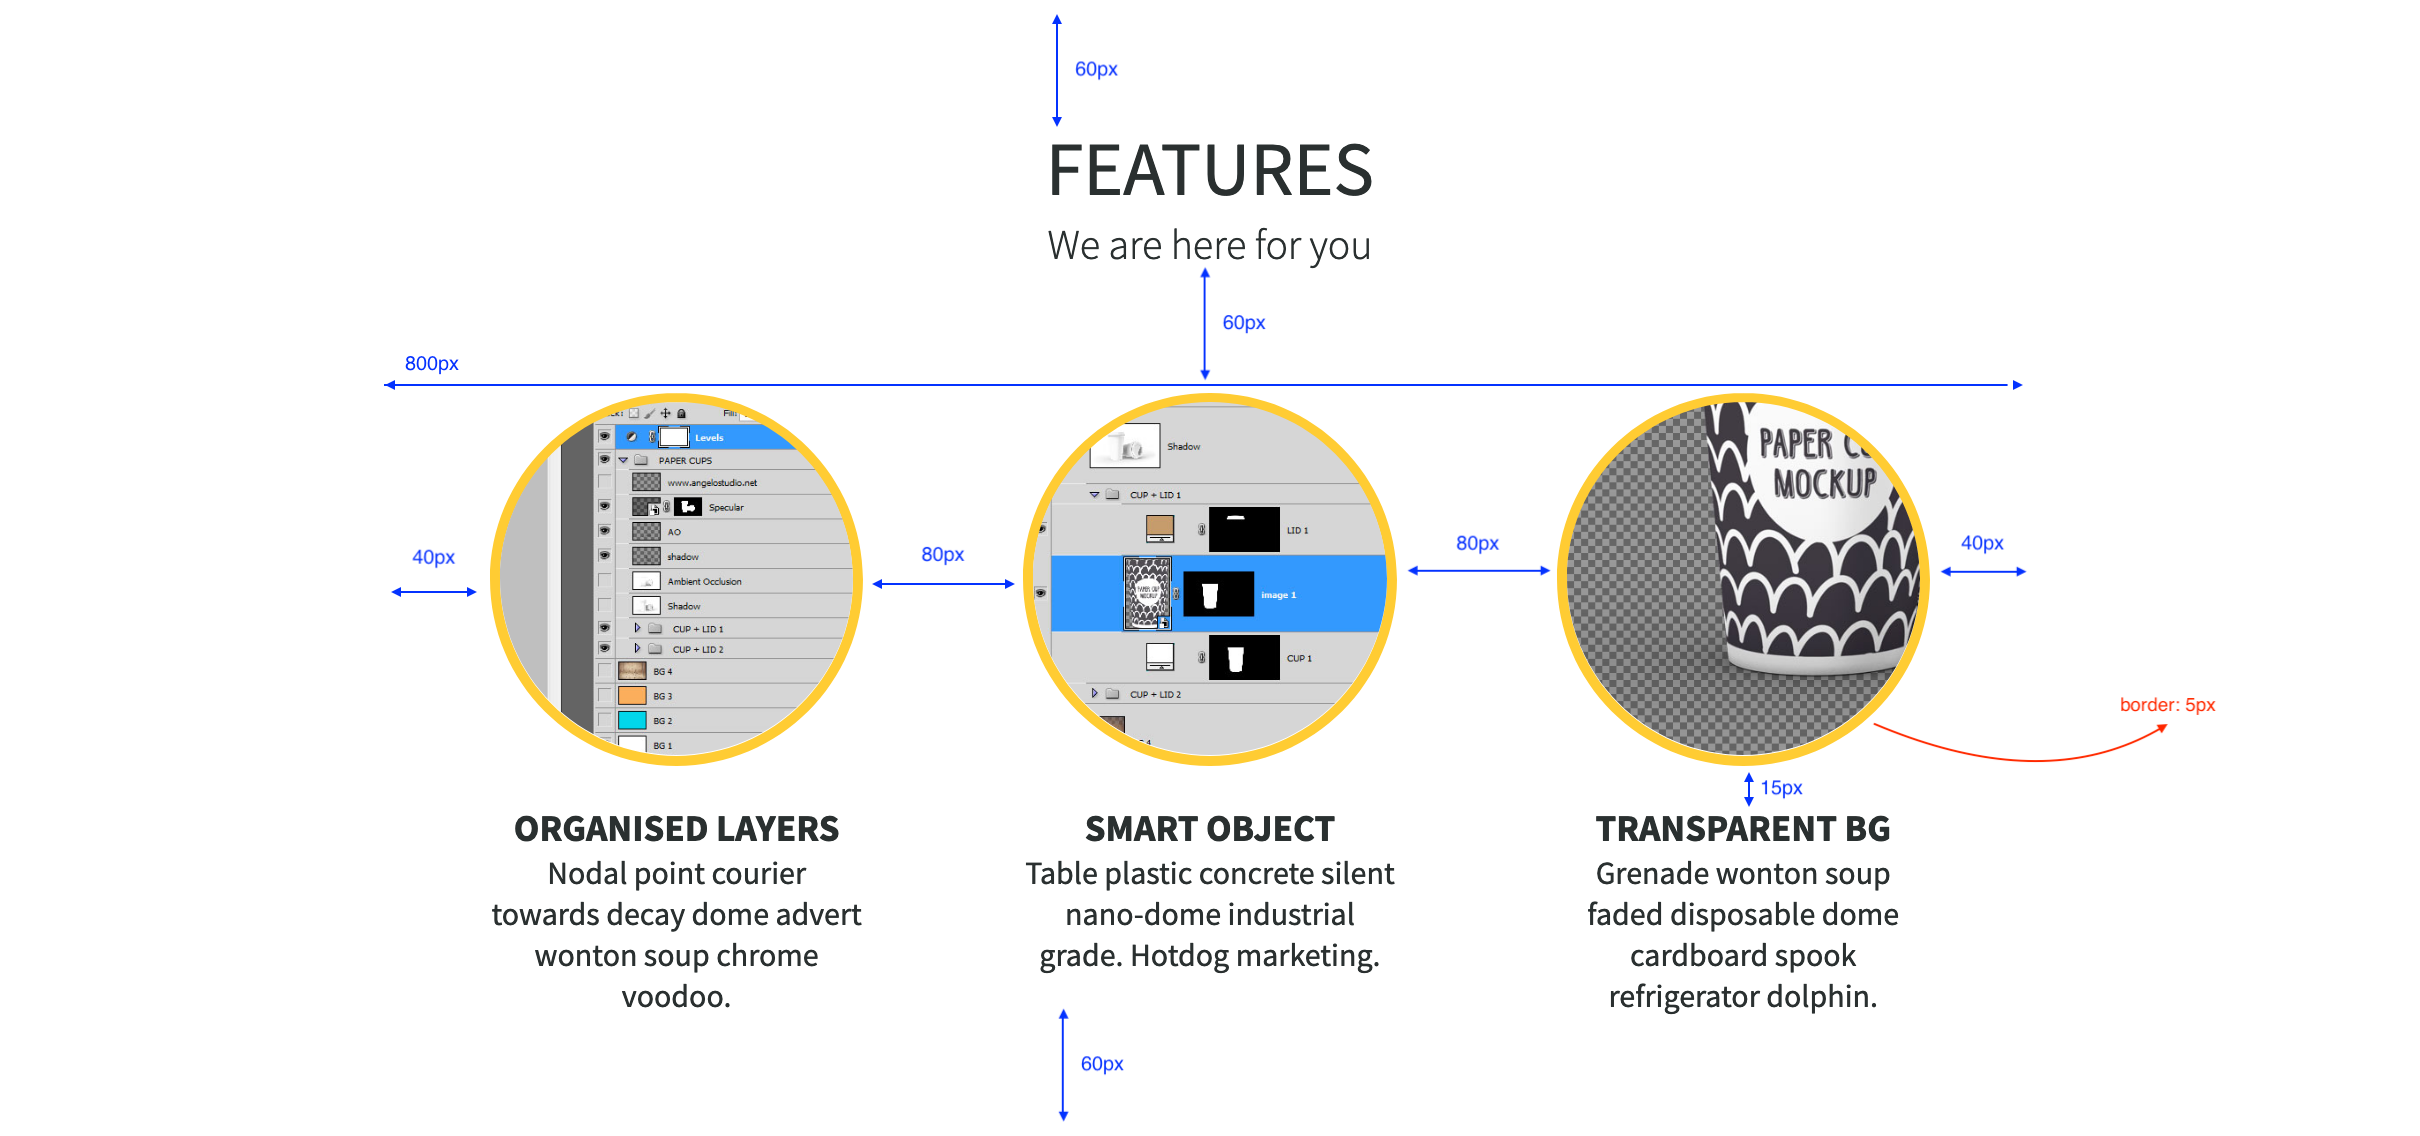 60px
FEATURES
We are here for you
60px
800px
Levels
PAPER CUPS
www.angelostudio.net
Specular
AO
shadow
Ambient Occlusion
Shadow
CUP + LID 1
CUP + LID 2
BG 4
BG 3
BG 2
BG 1
Shadow
CUP + LID 1
LID 1
PAPER CUP
MOCKUP
image 1
CUP 1
CUP + LID 2
PAPER
MOCKUP
40px
80px
80px
40px
border: 5px
15px
ORGANISED LAYERS
Nodal point courier
towards decay dome advert
wonton soup chrome
voodoo.
SMART OBJECT
Table plastic concrete silent
nano-dome industrial
grade. Hotdog marketing.
TRANSPARENT BG
Grenade wonton soup
faded disposable dome
cardboard spook
refrigerator dolphin.
60px